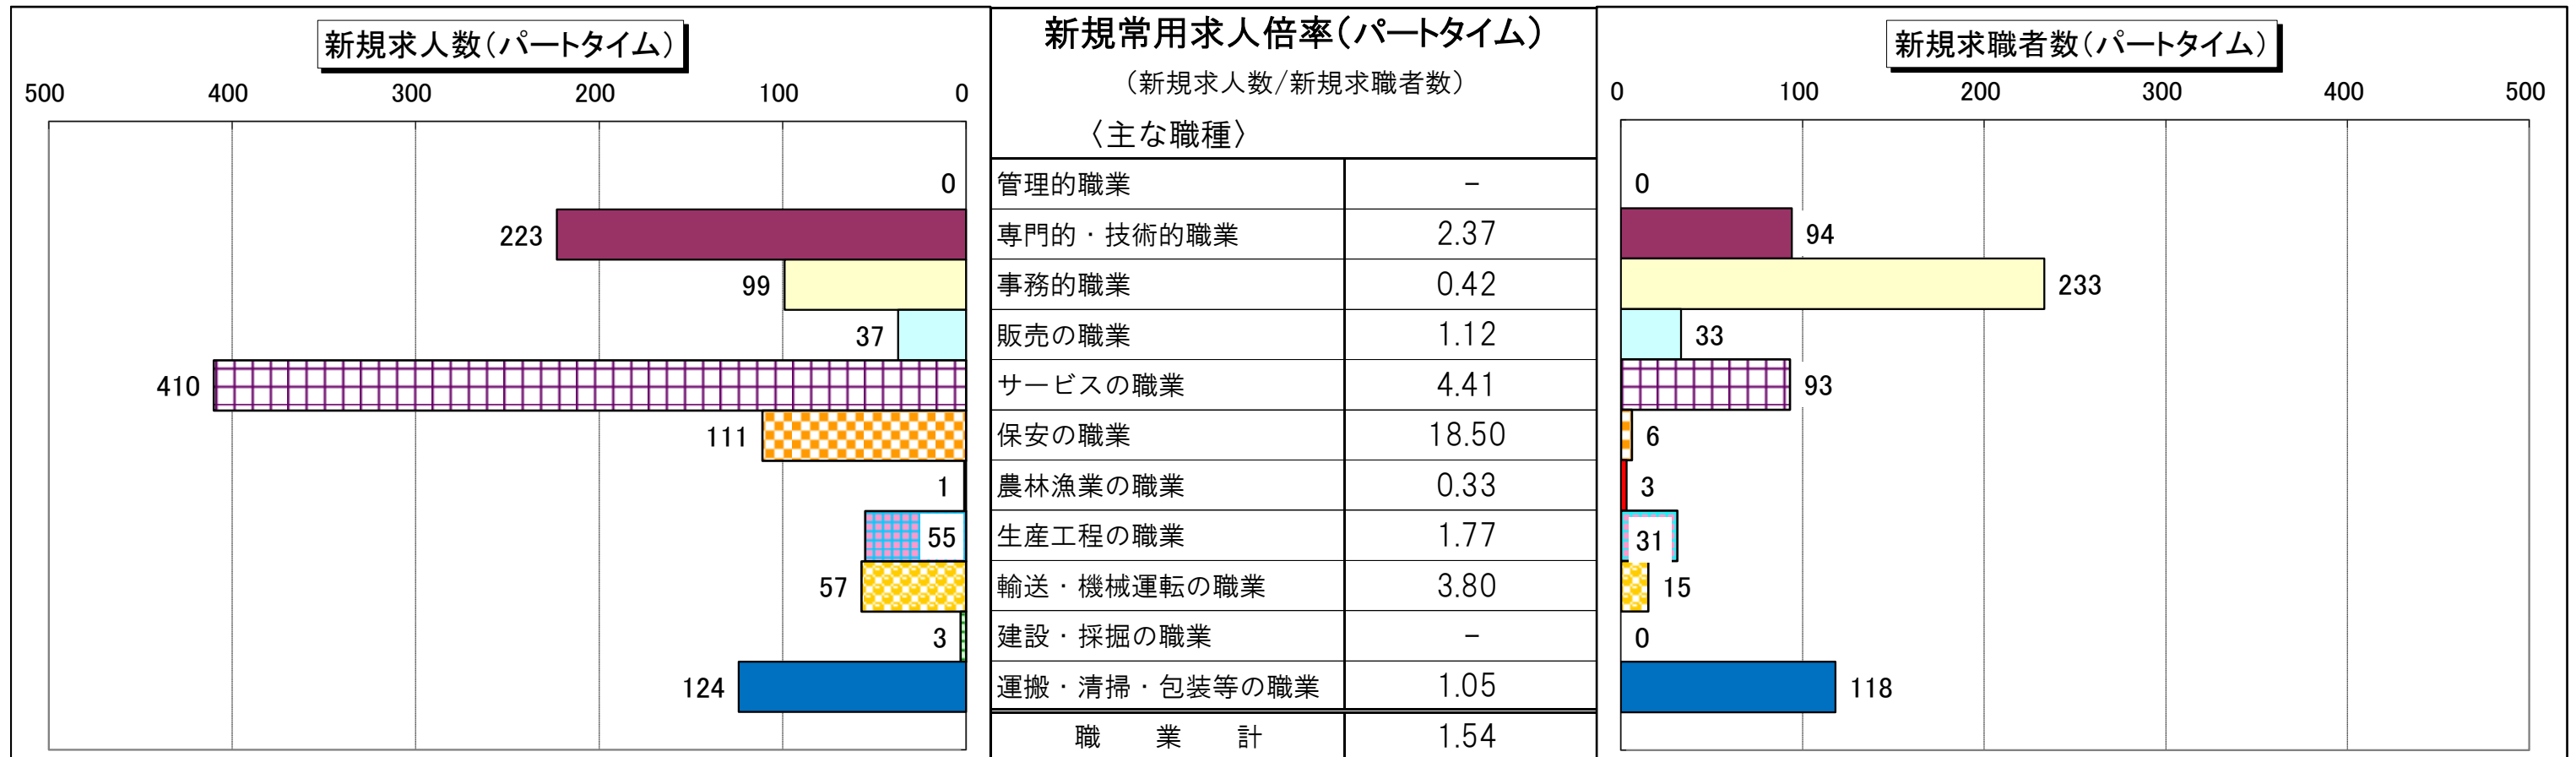 新規求人数(パートタイム)
500 400 300 200 100 0
0
223
99
37
410
111
1
55
57
3
124
新規常用求人倍率(パートタイム)
(新規求人数/新規求職者数)
〈主な職種〉
管理的職業 −
専門的・技術的職業 2.37
事務的職業 0.42
販売の職業 1.12
サービスの職業 4.41
保安の職業 18.50
農林漁業の職業 0.33
生産工程の職業 1.77
輸送・機械運転の職業 3.80
建設・採掘の職業 −
運搬・清掃・包装等の職業 1.05
職 業 計 1.54
新規求職者数(パートタイム)
0 100 200 300 400 500
0
94
233
33
93
6
3
31
15
0
118